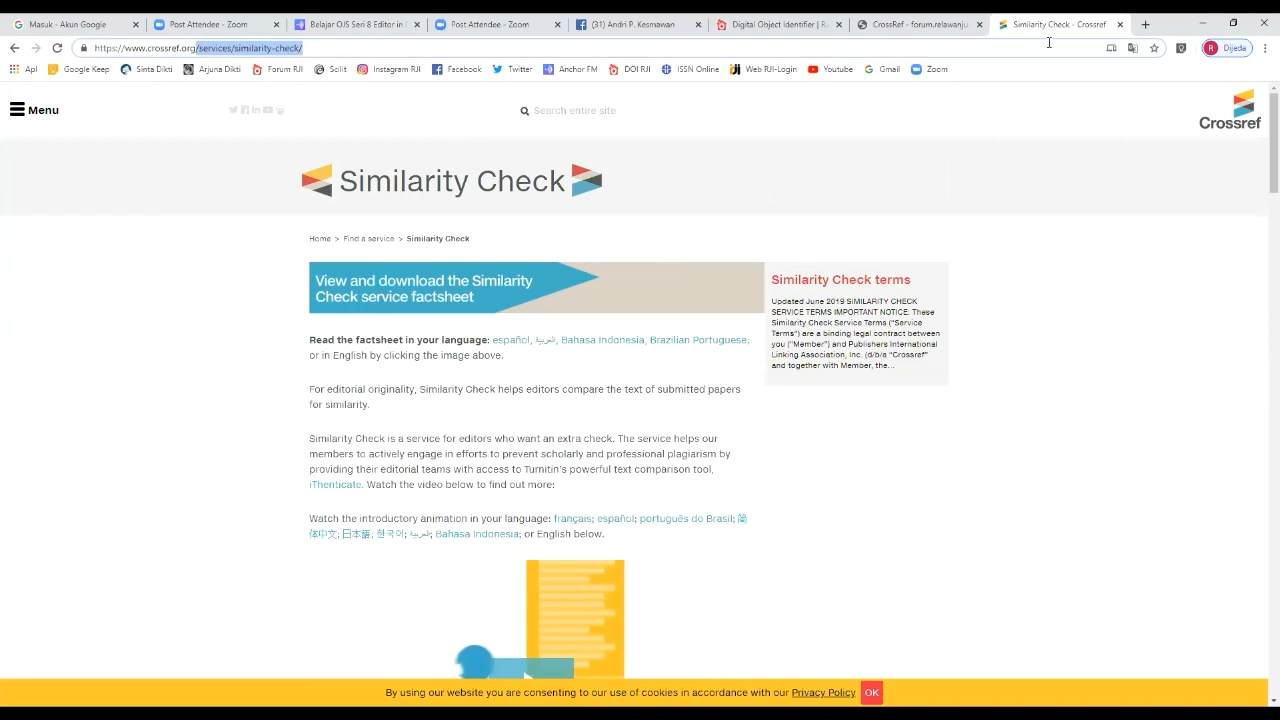 Masuk - Akun Google
Post Attendee - Zoom
Belajar OJS Seri 8 Editor in
Post Attendee - Zoom
(31) Andri P. Kesmawan
Digital Object Identifier | R
CrossRef - forum.relawanju
Similarity Check - Crossref
https://www.crossref.org/services/similarity-check/
R Dijeda
Apl
Google Keep
Sinta Dikti
Arjuna Dikti
Forum RJI
Scilit
Instagram RJI
Facebook
Twitter
Anchor FM
DOI RJI
ISSN Online
Web RJI-Login
Youtube
Gmail
Zoom
Menu
Search entire site
Crossref
Similarity Check
Home > Find a service > Similarity Check
View and download the Similarity
Check service factsheet
Read the factsheet in your language: español, العربية, Bahasa Indonesia, Brazilian Portuguese;
or in English by clicking the image above.
For editorial originality, Similarity Check helps editors compare the text of submitted papers
for similarity.
Similarity Check is a service for editors who want an extra check. The service helps our
members to actively engage in efforts to prevent scholarly and professional plagiarism by
providing their editorial teams with access to Turnitin's powerful text comparison tool,
iThenticate. Watch the video below to find out more:
Watch the introductory animation in your language: français; español; português do Brasil; 简
体中文; 日本語; 한국어; العربية; Bahasa Indonesia; or English below.
Similarity Check terms
Updated June 2019 SIMILARITY CHECK
SERVICE TERMS IMPORTANT NOTICE: These
Similarity Check Service Terms ("Service
Terms") are a binding legal contract between
you ("Member") and Publishers International
Linking Association, Inc. (d/b/a "Crossref"
and together with Member, the...
By using our website you are consenting to our use of cookies in accordance with our Privacy Policy OK